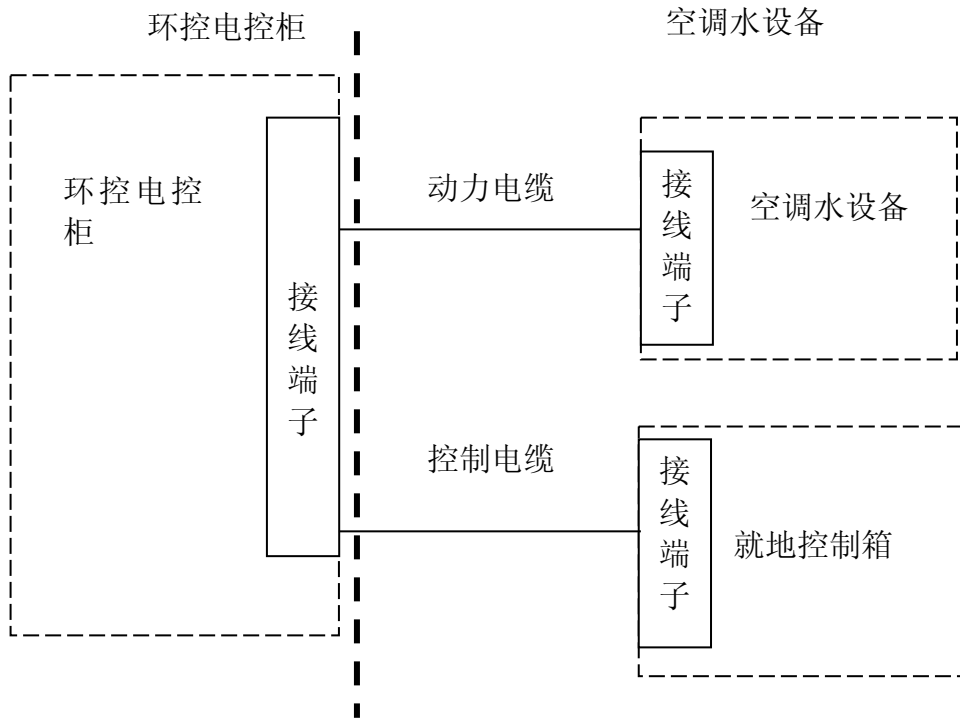 环控电控柜
空调水设备
环控电控
柜
动力电缆
接线端子
空调水设备
接线端子
控制电缆
接线端子
就地控制箱